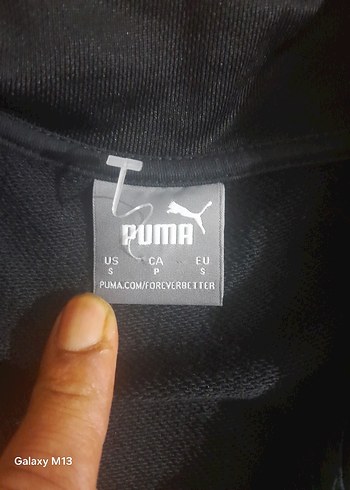 PUMA
US CA EU
S P S
PUMA.COM/FOREVERBETTER
Galaxy M13